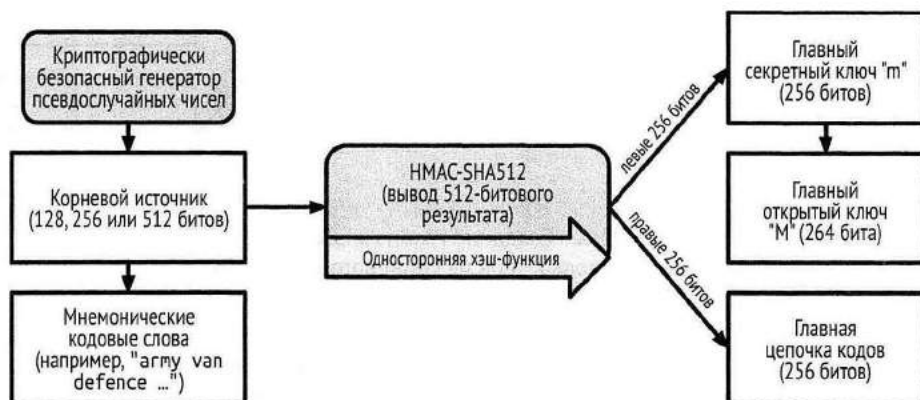 Криптографически
безопасный генератор
псевдослучайных чисел
Корневой источник
(128, 256 или 512 битов)
Мнемонические
кодовые слова
(например, "army van
defence ...")
HMAC-SHA512
(вывод 512-битового
результата)
Односторонняя хэш-функция
левые 256 битов
правые 256 битов
Главный
секретный ключ "m"
(256 битов)
Главный
открытый ключ
"M" (264 бита)
Главная
цепочка кодов
(256 битов)